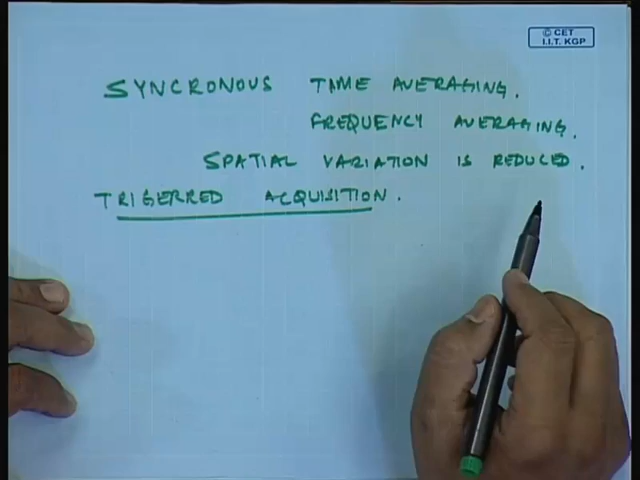 © CET
I.I.T. KGP
SYNCRONOUS TIME AVERAGING.
FREQUENCY AVERAGING.
SPATIAL VARIATION IS REDUCED.
TRIGERRED ACQUISITION.